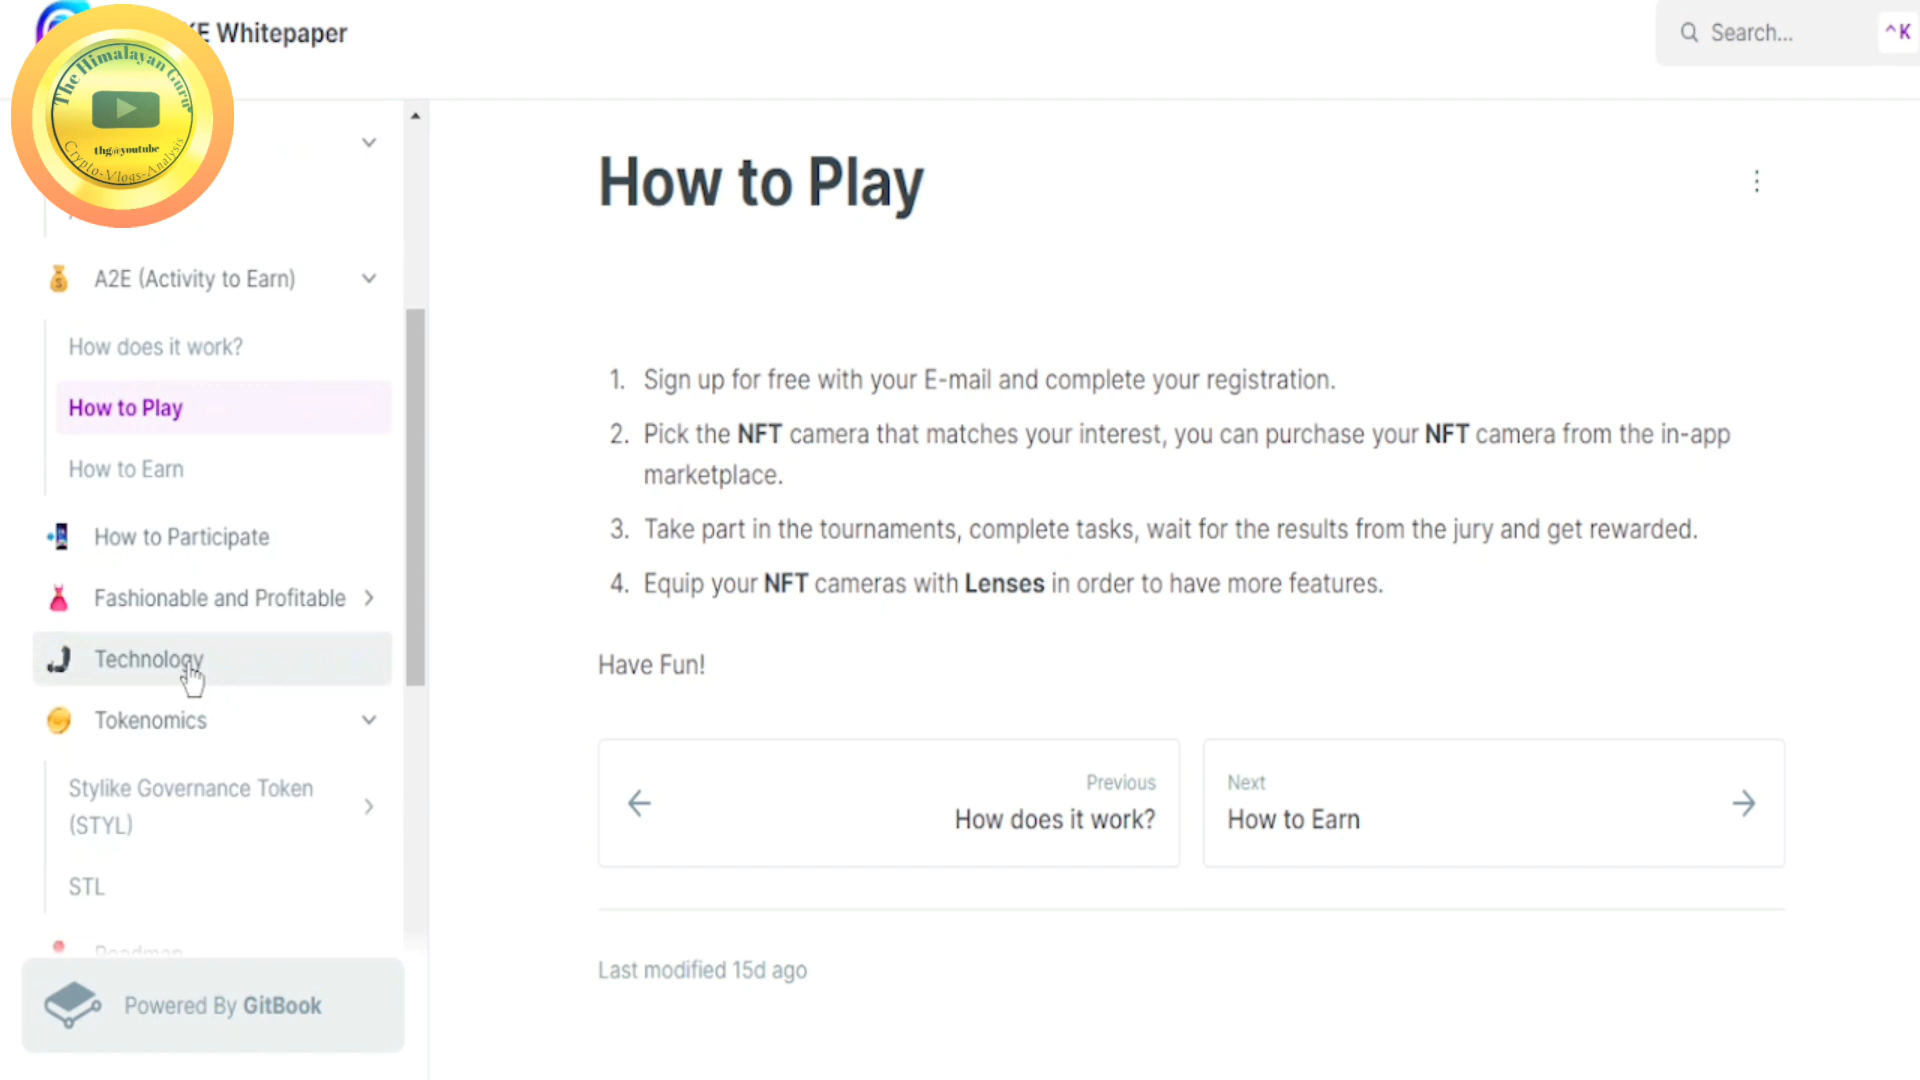 The Himalayan Guru
thg@youtube
Crypto-Vlogs-Analysis
Whitepaper
Search...
^K
A2E (Activity to Earn)
How does it work?
How to Play
How to Earn
How to Participate
Fashionable and Profitable
Technology
Tokenomics
Stylike Governance Token
(STYL)
STL
Roadmap
Powered By GitBook
How to Play
1. Sign up for free with your E-mail and complete your registration.
2. Pick the NFT camera that matches your interest, you can purchase your NFT camera from the in-app
marketplace.
3. Take part in the tournaments, complete tasks, wait for the results from the jury and get rewarded.
4. Equip your NFT cameras with Lenses in order to have more features.
Have Fun!
Previous
How does it work?
Next
How to Earn
Last modified 15d ago